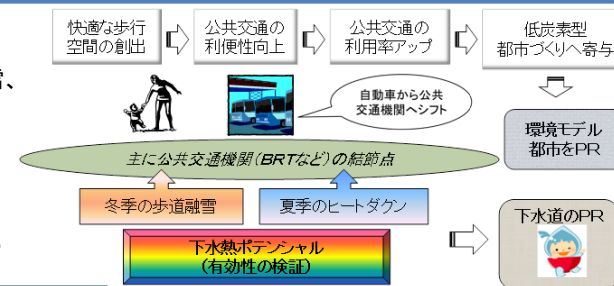 快適な歩行
空間の創出
公共交通の
利便性向上
公共交通の
利用率アップ
低炭素型
都市づくりへ寄与
自動車から公共
交通機関へシフト
環境モデル
都市をPR
主に公共交通機関(BRTなど)の結節点
冬季の歩道融雪
夏季のヒートダウン
下水道のPR
下水熱ポテンシャル
(有効性の検証)